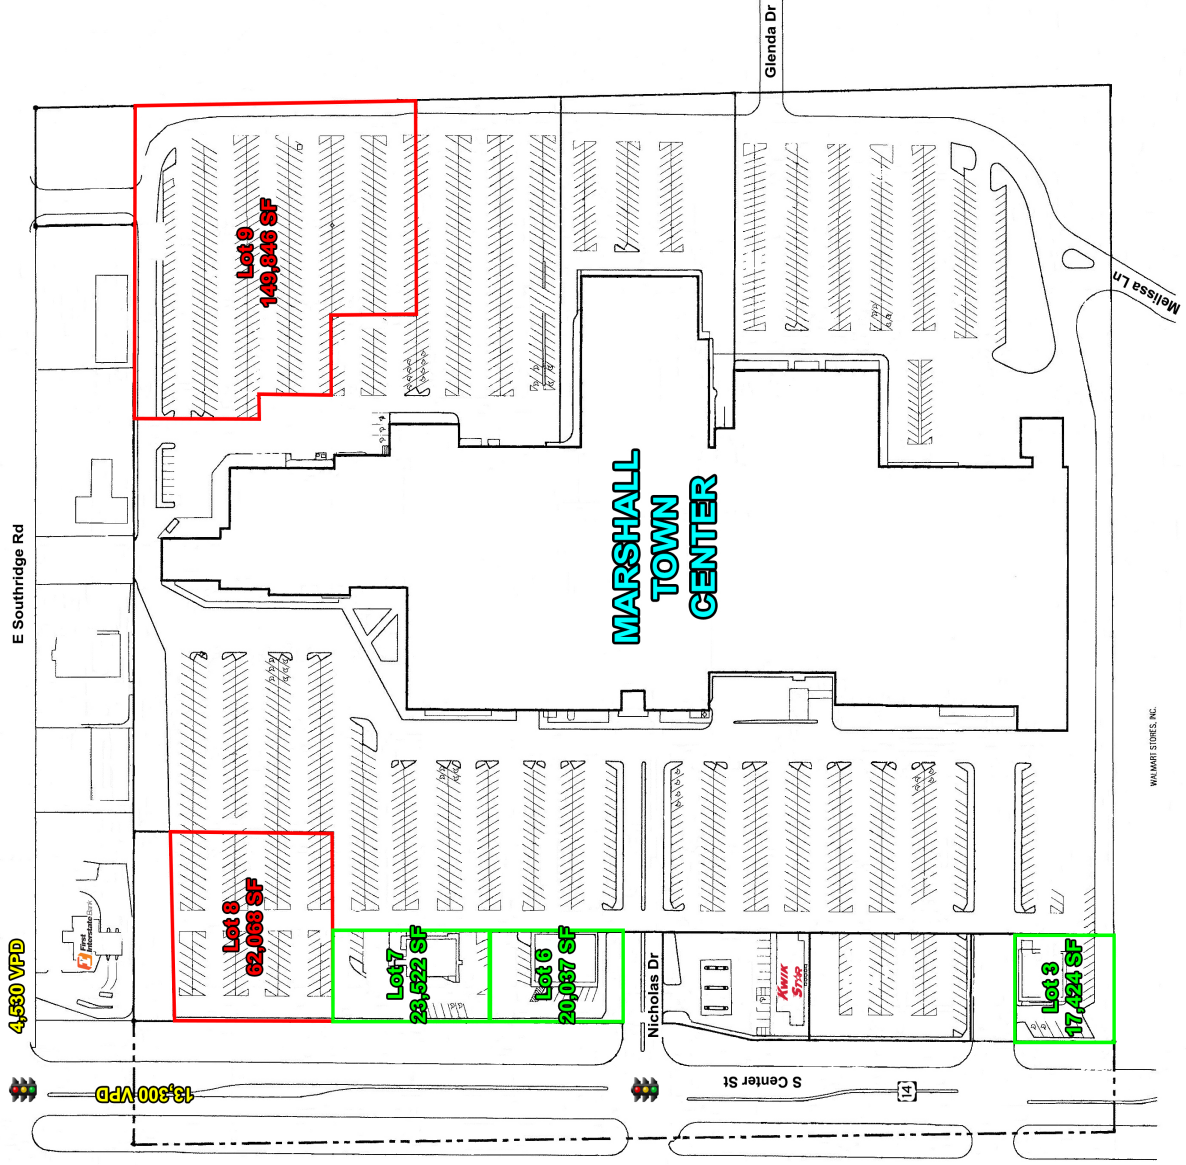 Glenda Dr
Lot 9
149,846 SF
Melissa Ln
E Southridge Rd
MARSHALL
TOWN
CENTER
WALMART STORES, INC.
Lot 8
62,068 SF
First
Interstate Bank
4,530 VPD
Lot 7
23,522 SF
Lot 6
20,037 SF
Nicholas Dr
KWIK
STAR
Lot 3
17,424 SF
13,300 VPD
S Center St
14